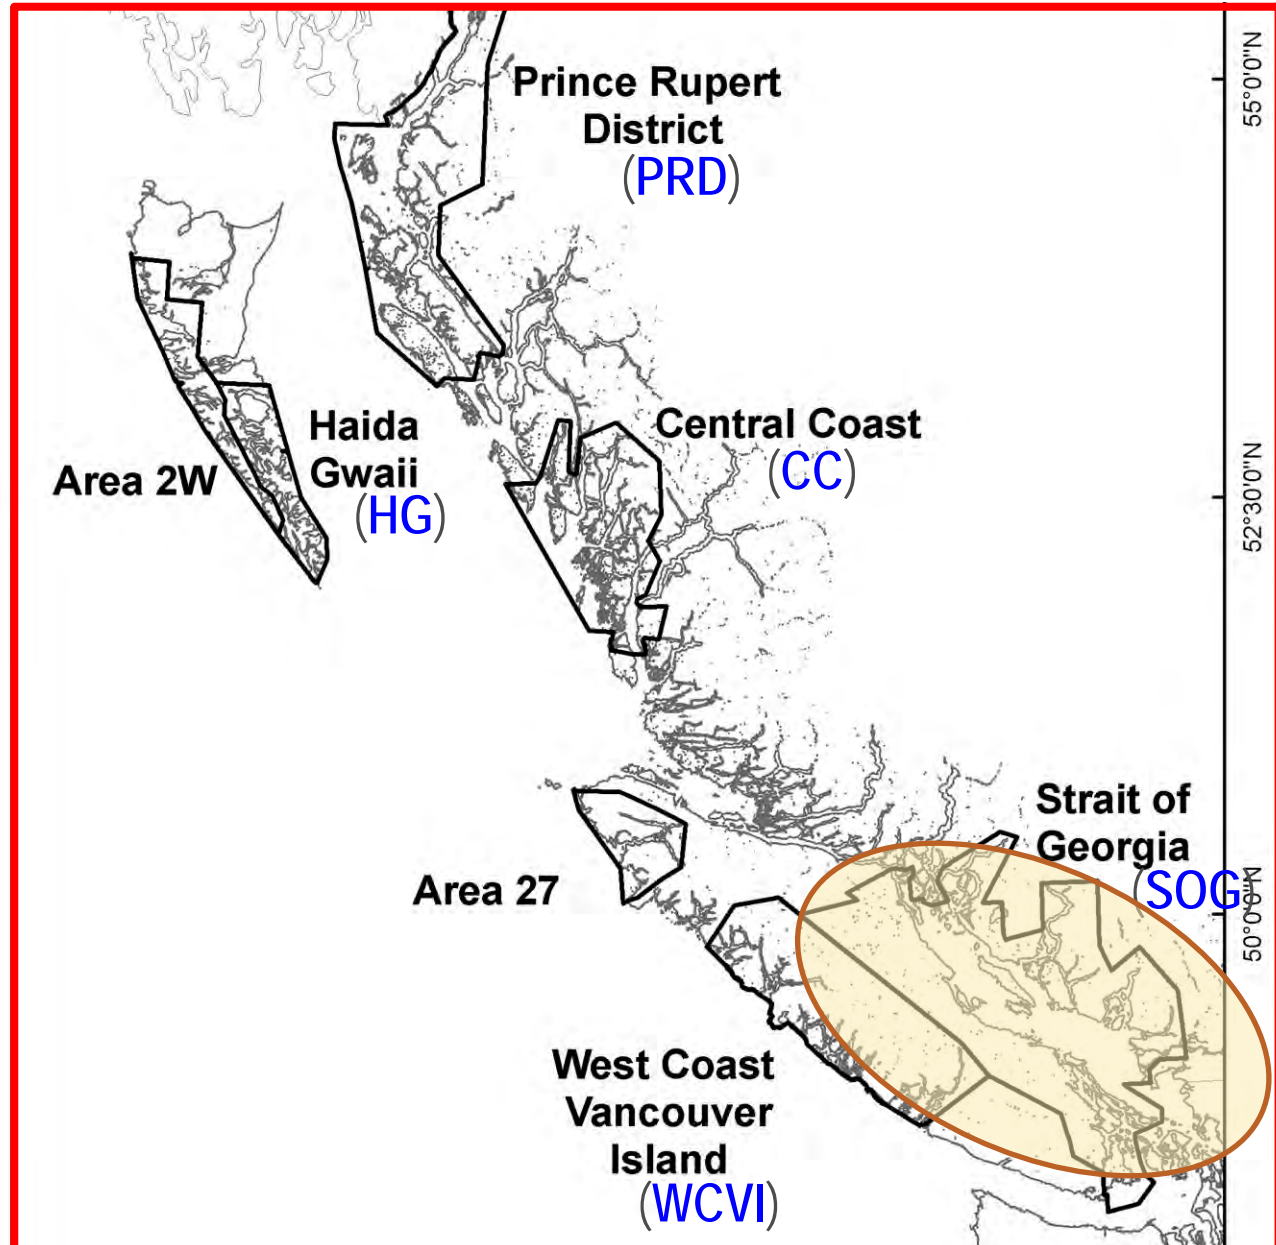 Prince Rupert
District
(PRD)
55°0'0"N
Haida
Gwaii
(HG)
Area 2W
Central Coast
(CC)
52°30'0"N
Strait of
Georgia
(SOG)
50°0'0"N
Area 27
West Coast
Vancouver
Island
(WCVI)